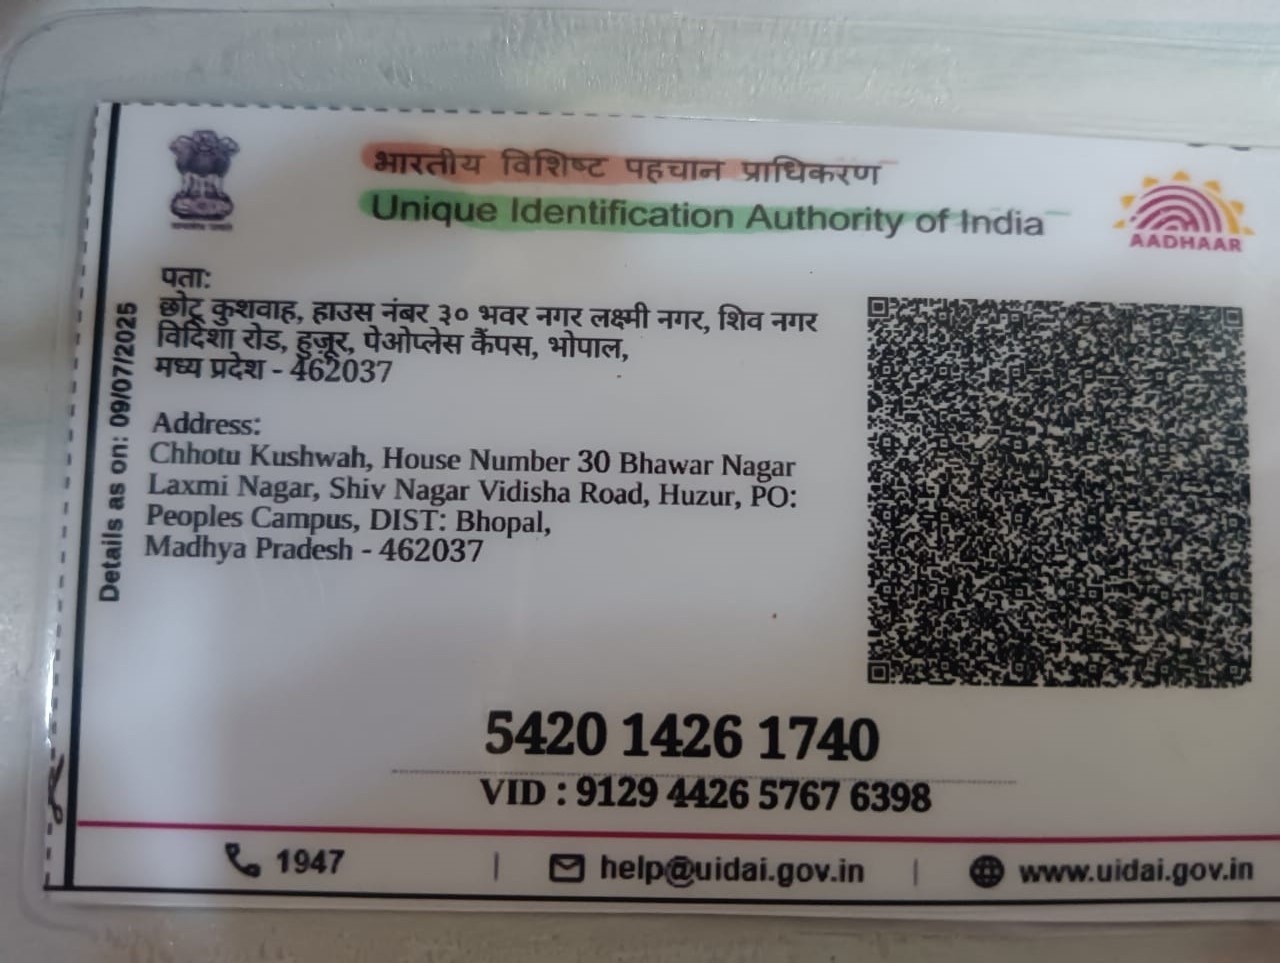 भारतीय विशिष्ट पहचान प्राधिकरण
Unique Identification Authority of India
AADHAAR
Details as on: 09/07/2025
पता:
छोटू कुशवाह, हाउस नंबर ३० भवर नगर लक्ष्मी नगर, शिव नगर
विदिशा रोड, हुज़ूर, पेओप्लेस कैंपस, भोपाल,
मध्य प्रदेश - 462037
Address:
Chhotu Kushwah, House Number 30 Bhawar Nagar
Laxmi Nagar, Shiv Nagar Vidisha Road, Huzur, PO:
Peoples Campus, DIST: Bhopal,
Madhya Pradesh - 462037
5420 1426 1740
VID : 9129 4426 5767 6398
1947 | help@uidai.gov.in | www.uidai.gov.in